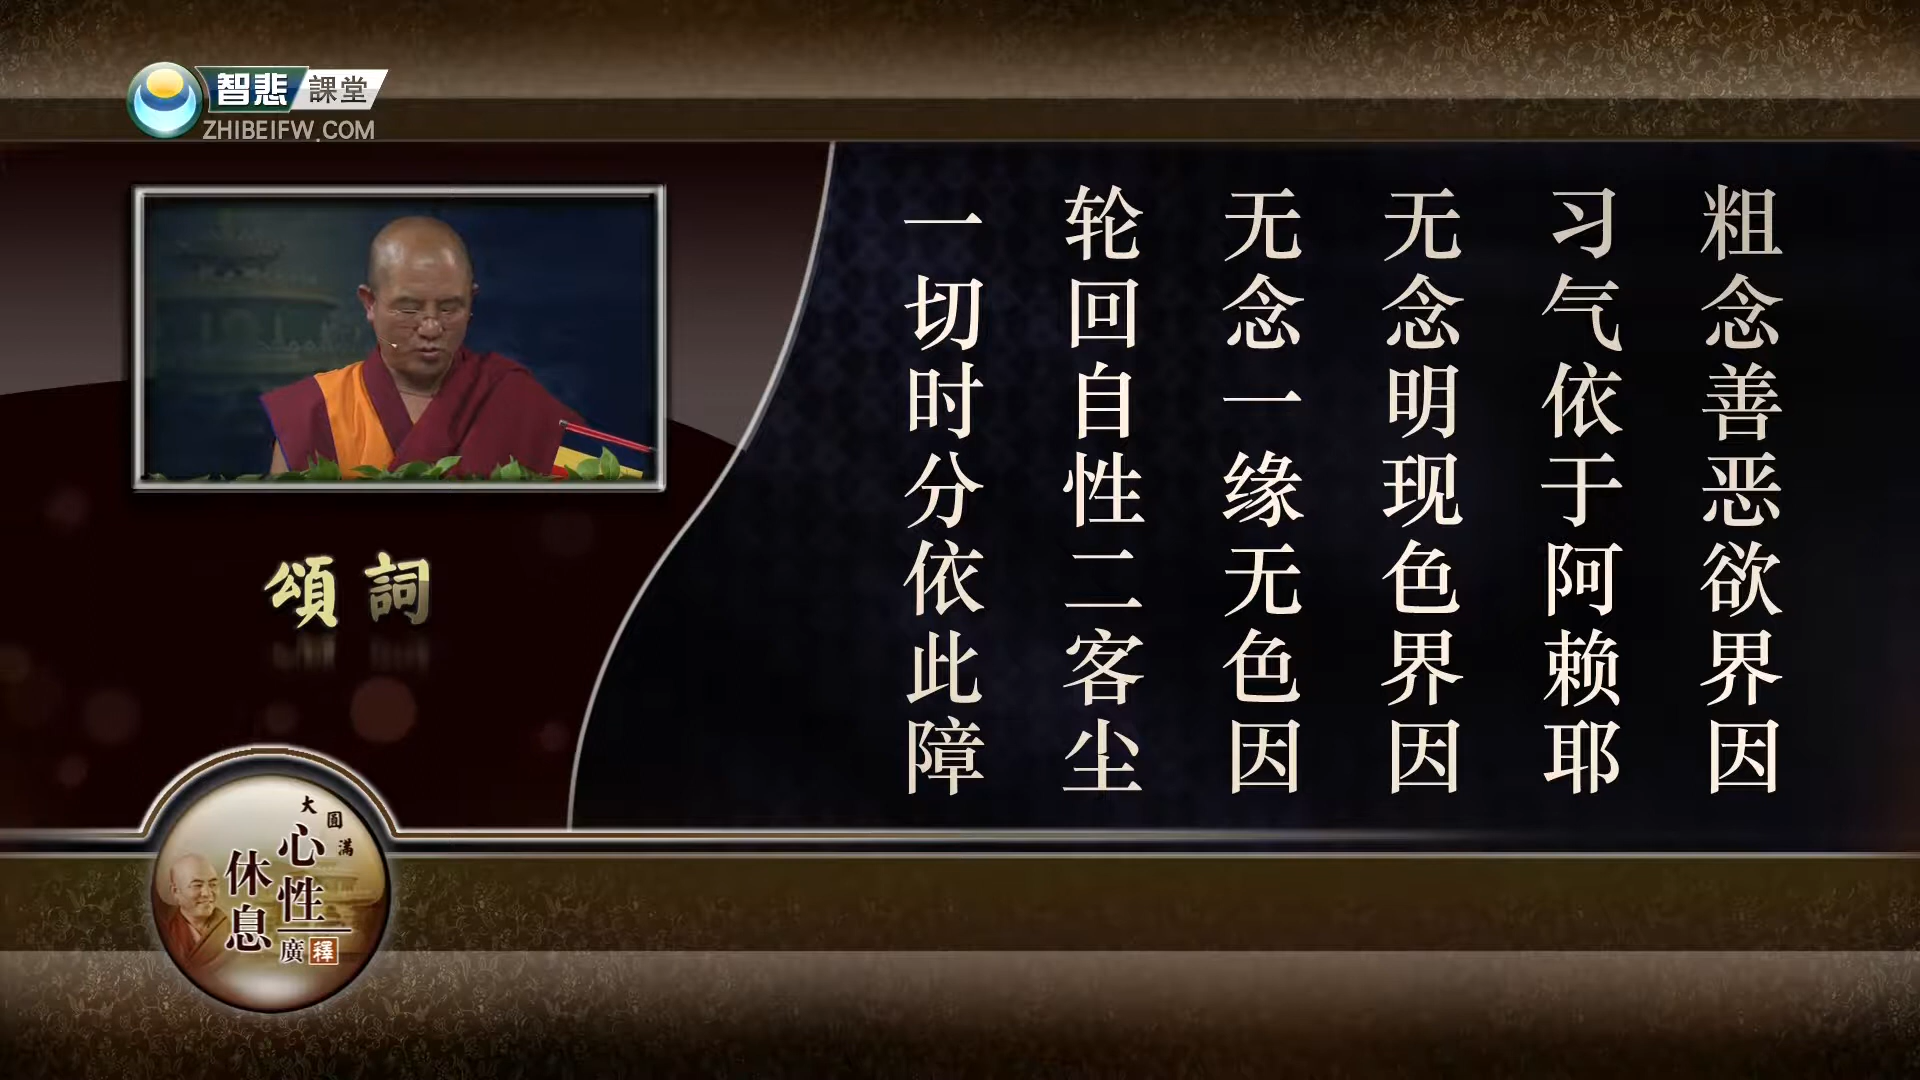 智悲課堂
ZHIBEIFW.COM
粗念善恶欲界因
习气依于阿赖耶
无念明现色界因
无念一缘无色因
轮回自性二客尘
一切时分依此障
頌詞
大圓滿
心性
休息
廣釋